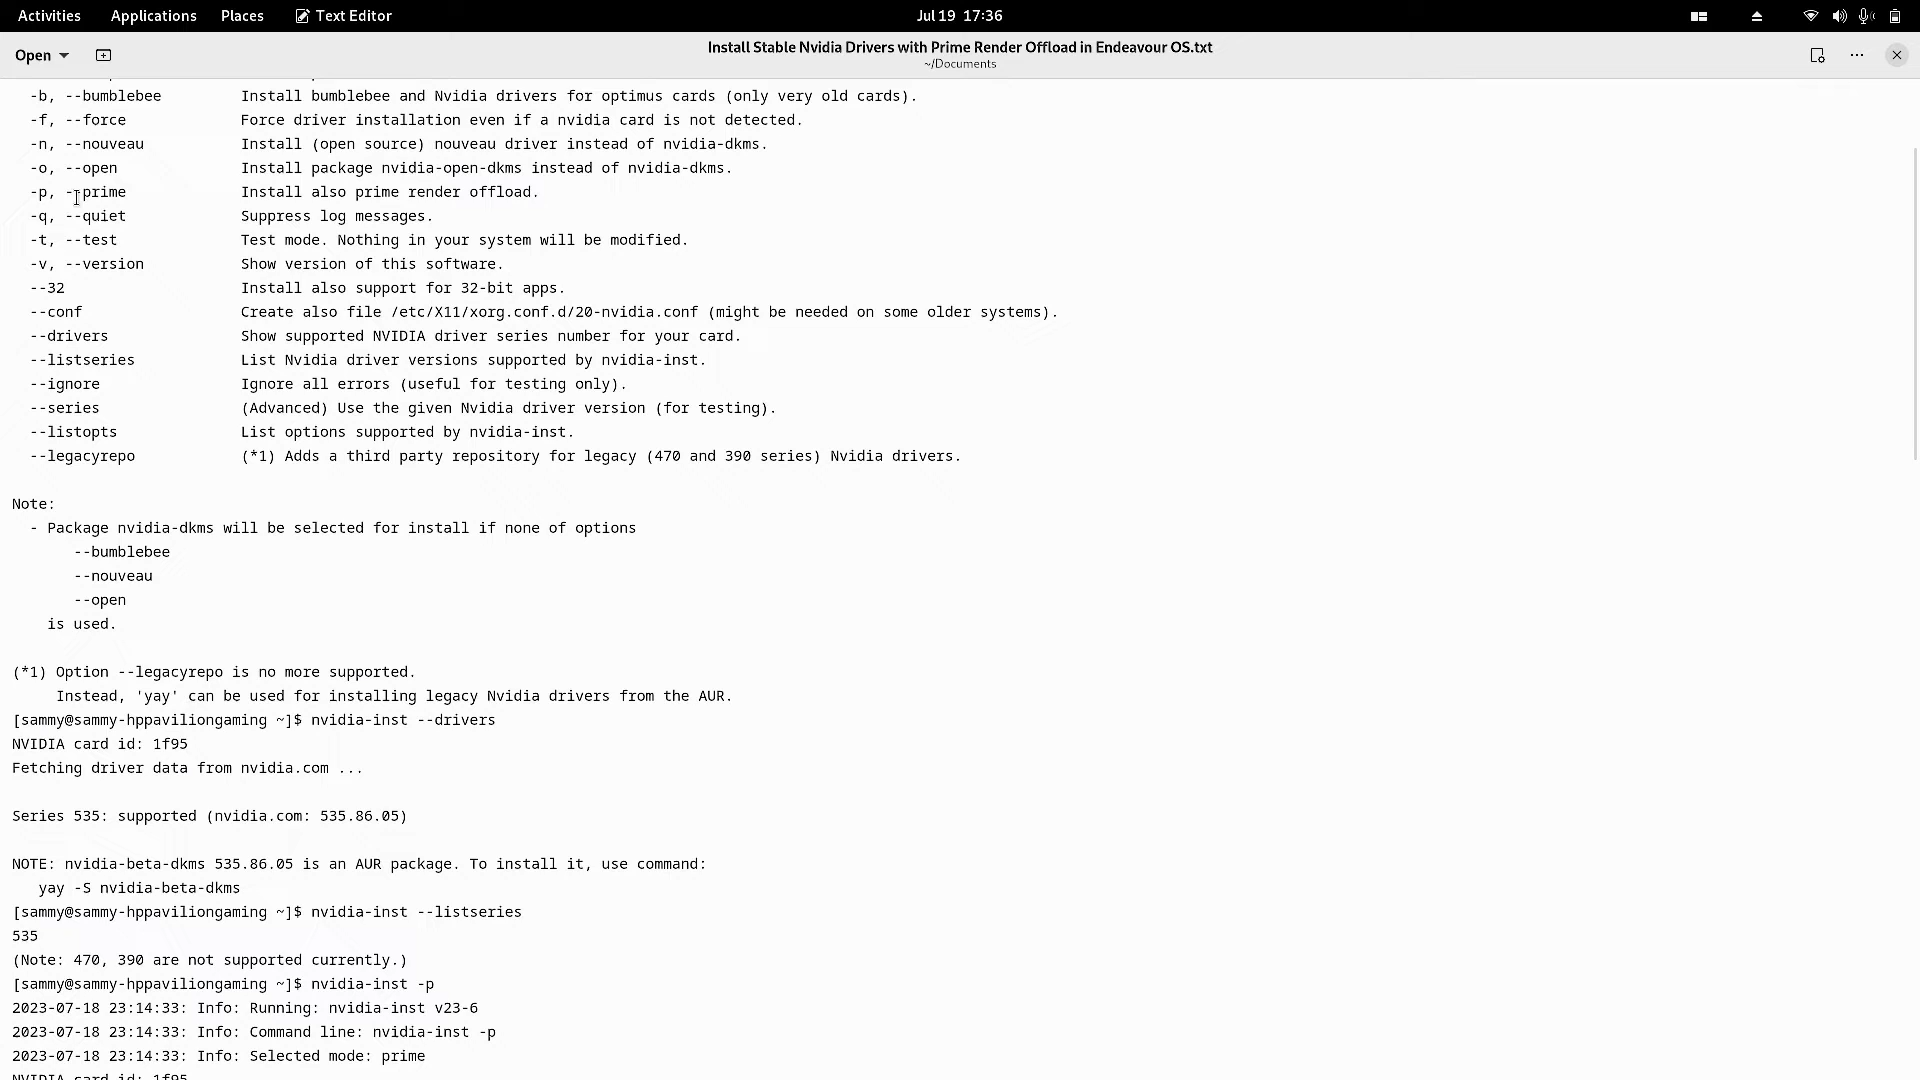 Activities Applications Places Text Editor Jul 19 17:36
Open Install Stable Nvidia Drivers with Prime Render Offload in Endeavour OS.txt
~/Documents
-b, --bumblebee Install bumblebee and Nvidia drivers for optimus cards (only very old cards).
-f, --force Force driver installation even if a nvidia card is not detected.
-n, --nouveau Install (open source) nouveau driver instead of nvidia-dkms.
-o, --open Install package nvidia-open-dkms instead of nvidia-dkms.
-p, --prime Install also prime render offload.
-q, --quiet Suppress log messages.
-t, --test Test mode. Nothing in your system will be modified.
-v, --version Show version of this software.
--32 Install also support for 32-bit apps.
--conf Create also file /etc/X11/xorg.conf.d/20-nvidia.conf (might be needed on some older systems).
--drivers Show supported NVIDIA driver series number for your card.
--listseries List Nvidia driver versions supported by nvidia-inst.
--ignore Ignore all errors (useful for testing only).
--series (Advanced) Use the given Nvidia driver version (for testing).
--listopts List options supported by nvidia-inst.
--legacyrepo (*1) Adds a third party repository for legacy (470 and 390 series) Nvidia drivers.
Note:
- Package nvidia-dkms will be selected for install if none of options
--bumblebee
--nouveau
--open
is used.
(*1) Option --legacyrepo is no more supported.
Instead, 'yay' can be used for installing legacy Nvidia drivers from the AUR.
[sammy@sammy-hppaviliongaming ~]$ nvidia-inst --drivers
NVIDIA card id: 1f95
Fetching driver data from nvidia.com ...
Series 535: supported (nvidia.com: 535.86.05)
NOTE: nvidia-beta-dkms 535.86.05 is an AUR package. To install it, use command:
yay -S nvidia-beta-dkms
[sammy@sammy-hppaviliongaming ~]$ nvidia-inst --listseries
535
(Note: 470, 390 are not supported currently.)
[sammy@sammy-hppaviliongaming ~]$ nvidia-inst -p
2023-07-18 23:14:33: Info: Running: nvidia-inst v23-6
2023-07-18 23:14:33: Info: Command line: nvidia-inst -p
2023-07-18 23:14:33: Info: Selected mode: prime
NVIDIA card id: 1f95